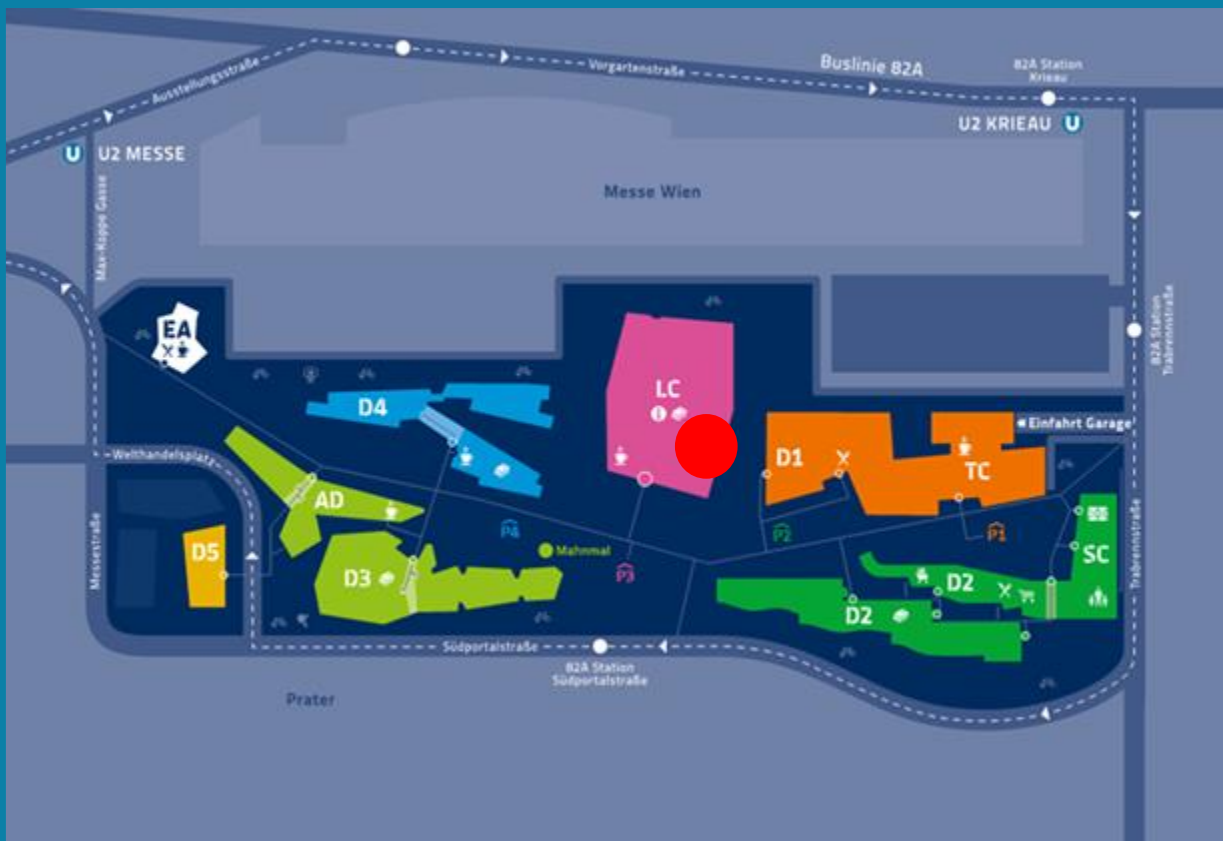 Buslinie 82A
82A Station
Krieau
Vorgartenstraße
Ausstellungsstraße
U2 KRIEAU U
U U2 MESSE
Messe Wien
Max-Koppe Gasse
82A Station
Trabrennstraße
EA
LC
i
D4
Einfahrt Garage
D1
TC
Welthandelsplatz
AD
P4
P2
P1
D5
Mahnmal
SC
D3
P3
D2
D2
Messestraße
Trabrennstraße
Südportalstraße
82A Station
Südportalstraße
Prater